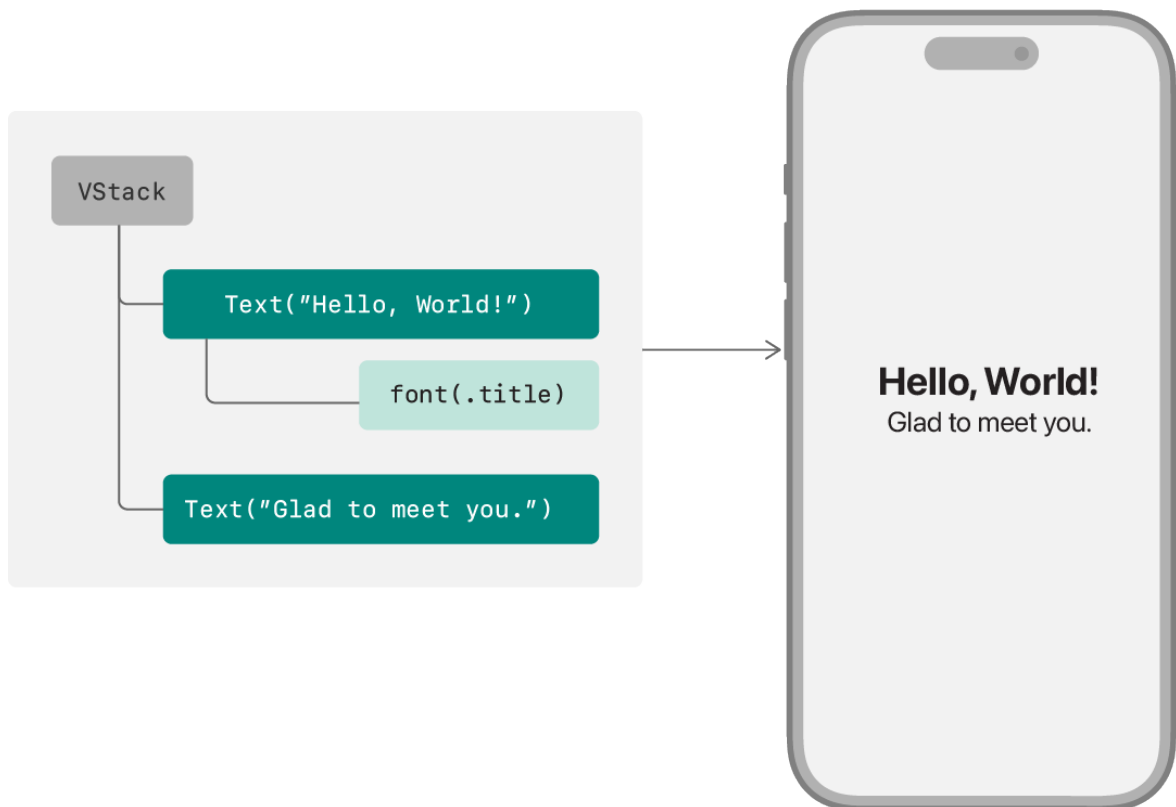 VStack
Text("Hello, World!")
font(.title)
Text("Glad to meet you.")
Hello, World!
Glad to meet you.